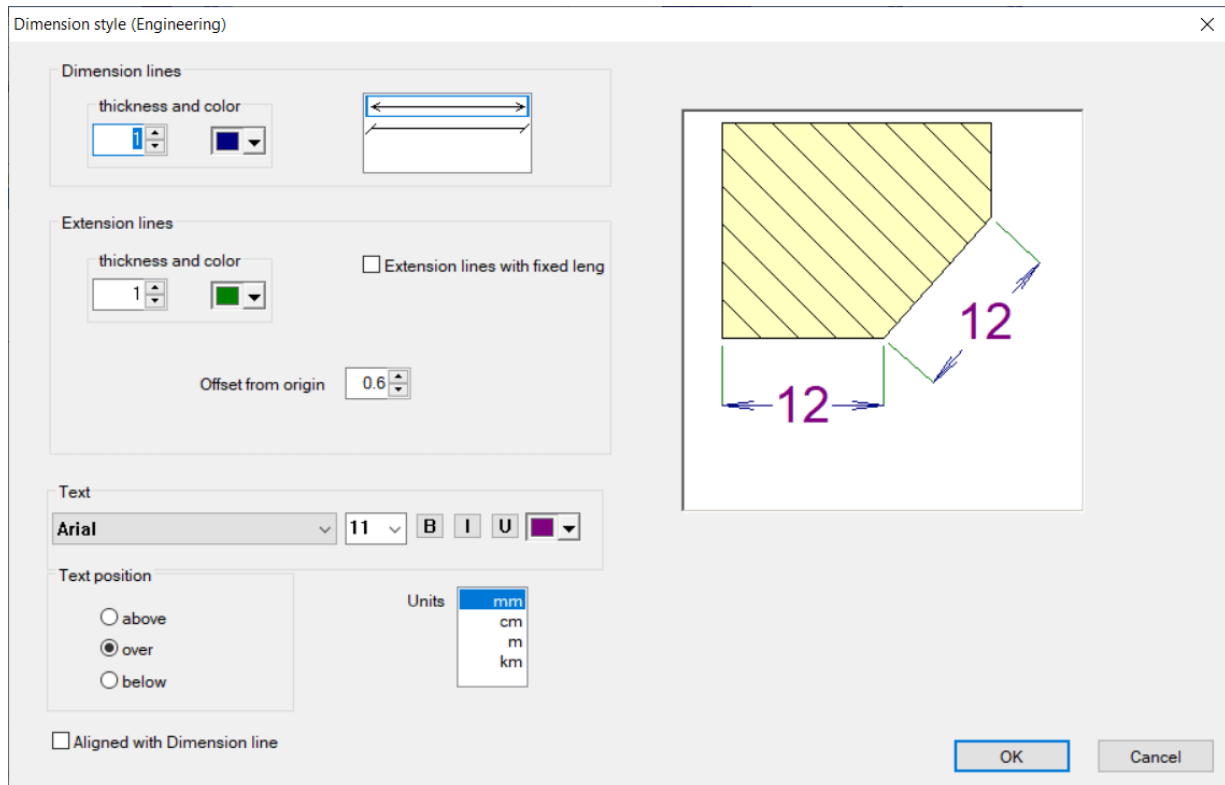 Dimension style (Engineering)
Dimension lines
thickness and color
1
Extension lines
thickness and color
1
Extension lines with fixed leng
Offset from origin 0.6
Text
Arial 11 B I U
Text position
above
over
below
Units mm
cm
m
km
Aligned with Dimension line
12
12
OK Cancel